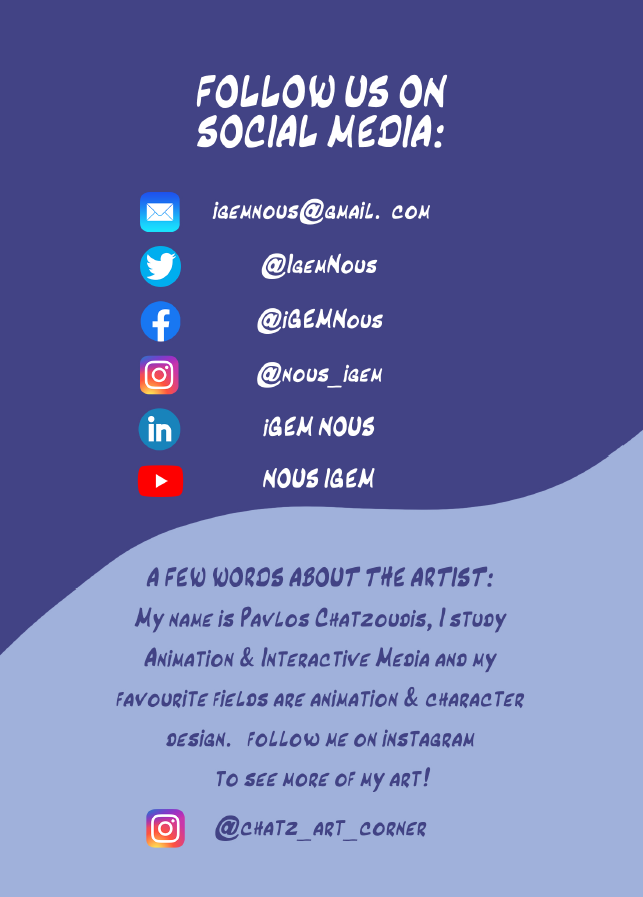 FOLLOW US ON
SOCIAL MEDIA:
igemnous@gmail. com
@IgemNous
@iGEMNous
@nous_igem
iGEM NOUS
NOUS IGEM
A FEW WORDS ABOUT THE ARTIST:
My name is Pavlos Chatzoudis, I study
Animation & Interactive Media and my
favourite fields are animation & character
design. follow me on instagram
to see more of my art!
@chatz_art_corner